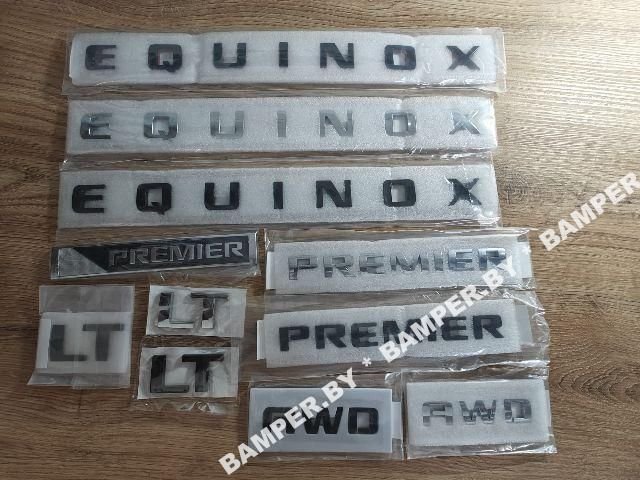 EQUINOX
EQUINOX
EQUINOX
PREMIER
PREMIER
LT
LT
PREMIER
LT
AWD
AWD
BAMPER.BY * BAMPER.BY * BAMPER